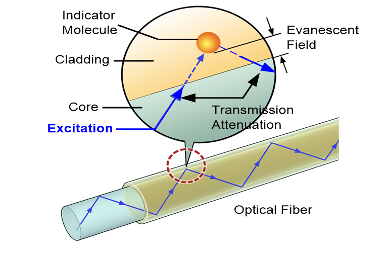 Indicator
Molecule
Evanescent
Field
Cladding
Core
Transmission
Attenuation
Excitation
Optical Fiber